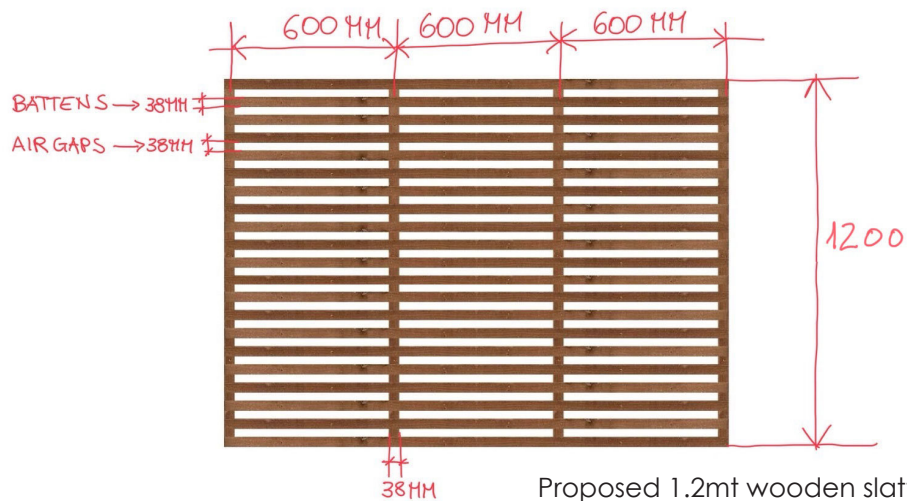 600 MM 600 MM 600 MM
BATTENS → 38MM
AIR GAPS → 38MM
1200
38MM
Proposed 1.2mt wooden slat